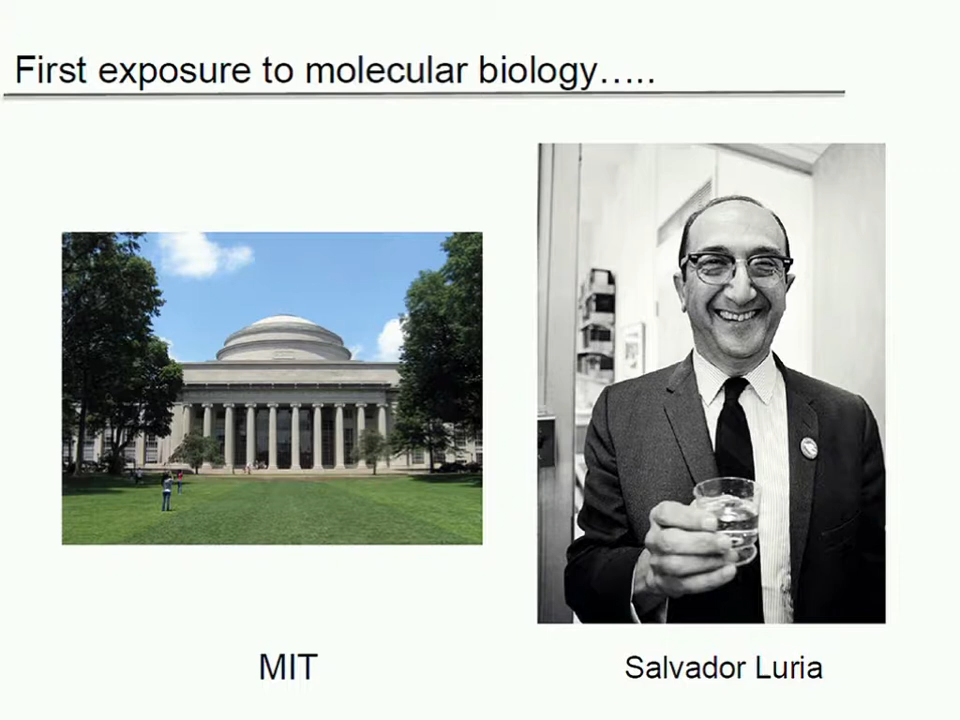 First exposure to molecular biology.....
MIT
Salvador Luria